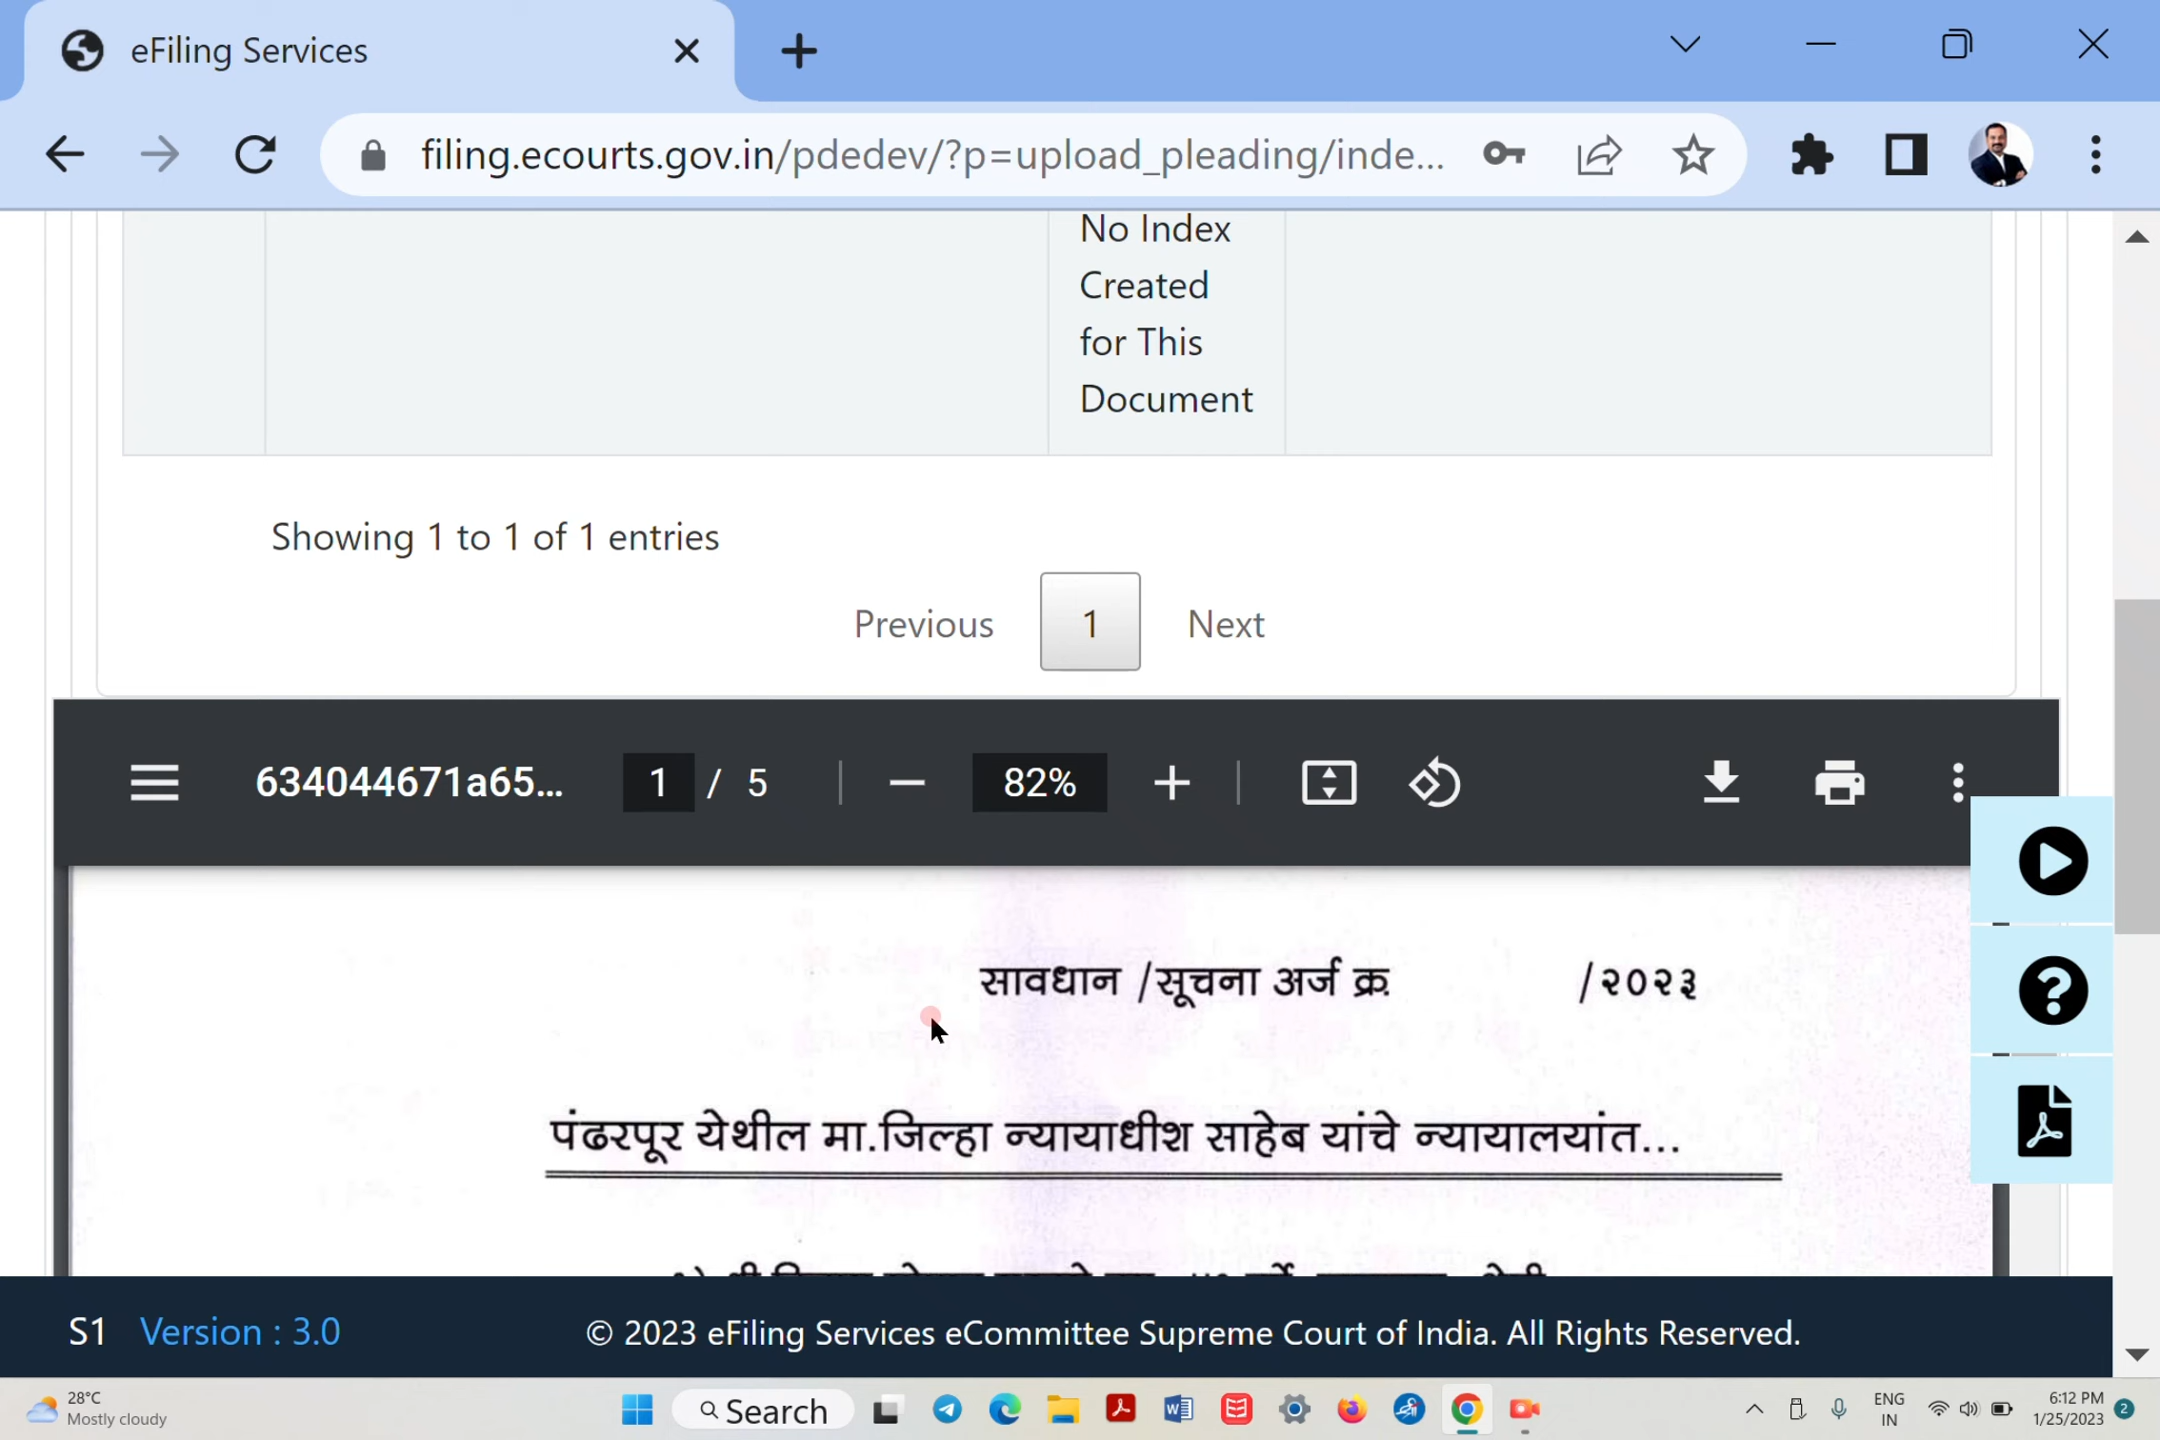 eFiling Services
filing.ecourts.gov.in/pdedev/?p=upload_pleading/inde...
No Index
Created
for This
Document
Showing 1 to 1 of 1 entries
Previous 1 Next
634044671a65... 1 / 5 82%
सावधान /सूचना अर्ज क्र. /२०२३
पंढरपूर येथील मा.जिल्हा न्यायाधीश साहेब यांचे न्यायालयांत...
S1 Version : 3.0 © 2023 eFiling Services eCommittee Supreme Court of India. All Rights Reserved.
28°C
Mostly cloudy
Search
ENG
IN
6:12 PM
1/25/2023
2